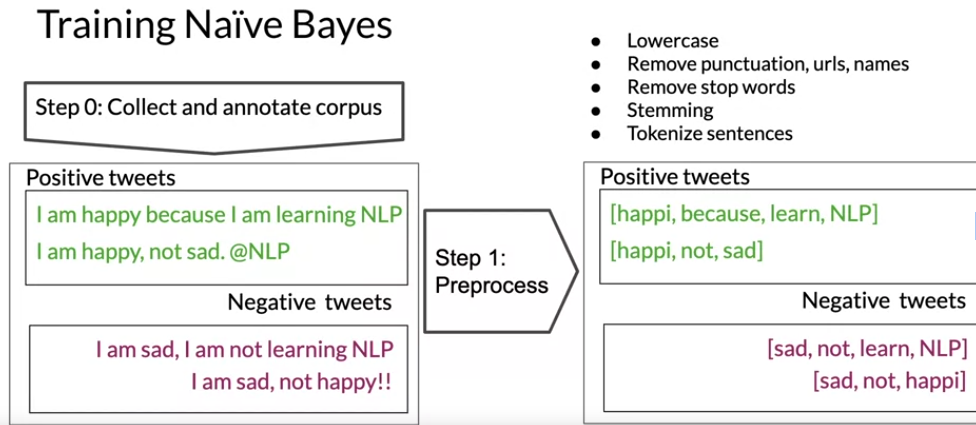 Training Naïve Bayes
Step 0: Collect and annotate corpus
Positive tweets
I am happy because I am learning NLP
I am happy, not sad. @NLP
Negative tweets
I am sad, I am not learning NLP
I am sad, not happy!!
Step 1:
Preprocess
● Lowercase
● Remove punctuation, urls, names
● Remove stop words
● Stemming
● Tokenize sentences
Positive tweets
[happi, because, learn, NLP]
[happi, not, sad]
Negative tweets
[sad, not, learn, NLP]
[sad, not, happi]